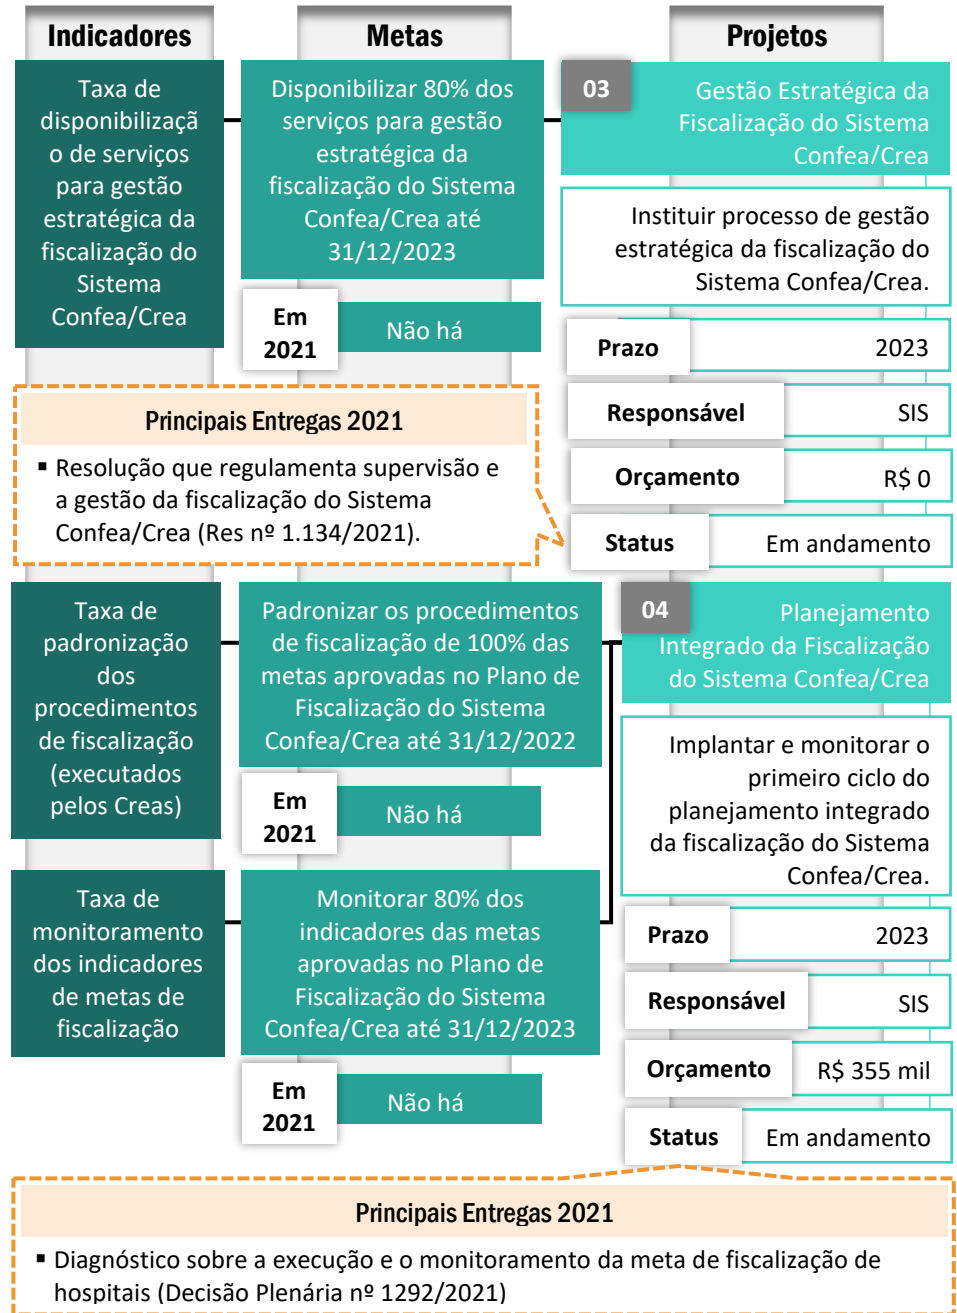 Indicadores
Metas
Projetos
Taxa de
disponibilizaçã
o de serviços
para gestão
estratégica da
fiscalização do
Sistema
Confea/Crea
Disponibilizar 80% dos
serviços para gestão
estratégica da
fiscalização do Sistema
Confea/Crea até
31/12/2023
Em
2021
Não há
03
Gestão Estratégica da
Fiscalização do Sistema
Confea/Crea
Instituir processo de gestão
estratégica da fiscalização do
Sistema Confea/Crea.
Prazo
2023
Responsável
SIS
Orçamento
R$ 0
Status
Em andamento
Principais Entregas 2021
▪ Resolução que regulamenta supervisão e
a gestão da fiscalização do Sistema
Confea/Crea (Res nº 1.134/2021).
Taxa de
padronização
dos
procedimentos
de fiscalização
(executados
pelos Creas)
Padronizar os procedimentos
de fiscalização de 100% das
metas aprovadas no Plano de
Fiscalização do Sistema
Confea/Crea até 31/12/2022
Em
2021
Não há
Taxa de
monitoramento
dos indicadores
de metas de
fiscalização
Monitorar 80% dos
indicadores das metas
aprovadas no Plano de
Fiscalização do Sistema
Confea/Crea até 31/12/2023
Em
2021
Não há
04
Planejamento
Integrado da Fiscalização
do Sistema Confea/Crea
Implantar e monitorar o
primeiro ciclo do
planejamento integrado
da fiscalização do Sistema
Confea/Crea.
Prazo
2023
Responsável
SIS
Orçamento
R$ 355 mil
Status
Em andamento
Principais Entregas 2021
▪ Diagnóstico sobre a execução e o monitoramento da meta de fiscalização de
hospitais (Decisão Plenária nº 1292/2021)